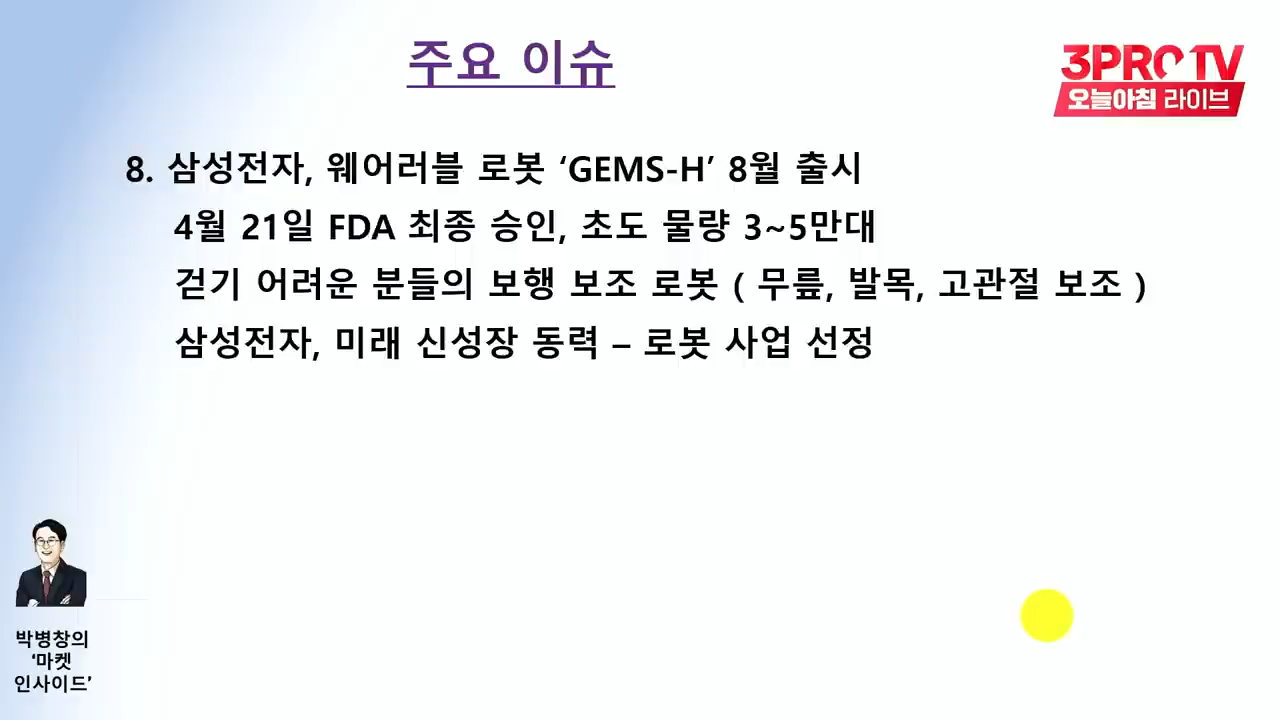 주요 이슈
3PRO TV
오늘아침 라이브
8. 삼성전자, 웨어러블 로봇 ‘GEMS-H’ 8월 출시
4월 21일 FDA 최종 승인, 초도 물량 3~5만대
걷기 어려운 분들의 보행 보조 로봇 ( 무릎, 발목, 고관절 보조 )
삼성전자, 미래 신성장 동력 – 로봇 사업 선정
박병창의
‘마켓
인사이드’